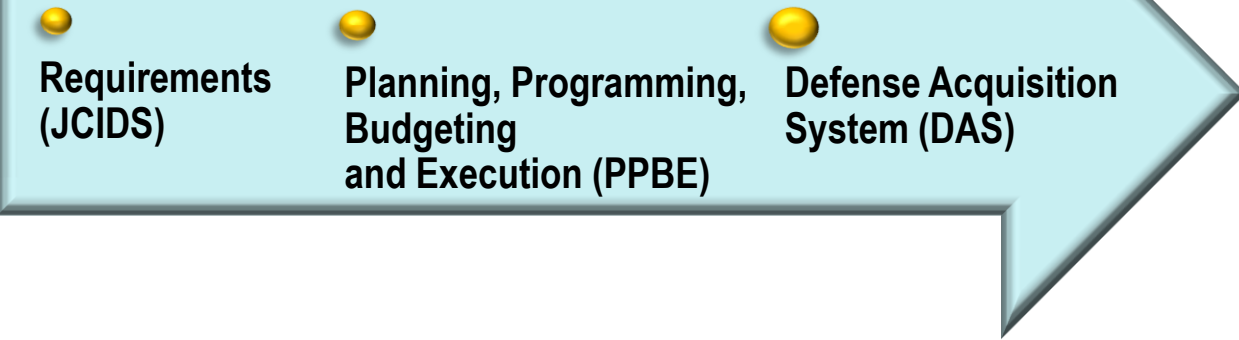 Requirements
(JCIDS)
Planning, Programming,
Budgeting
and Execution (PPBE)
Defense Acquisition
System (DAS)